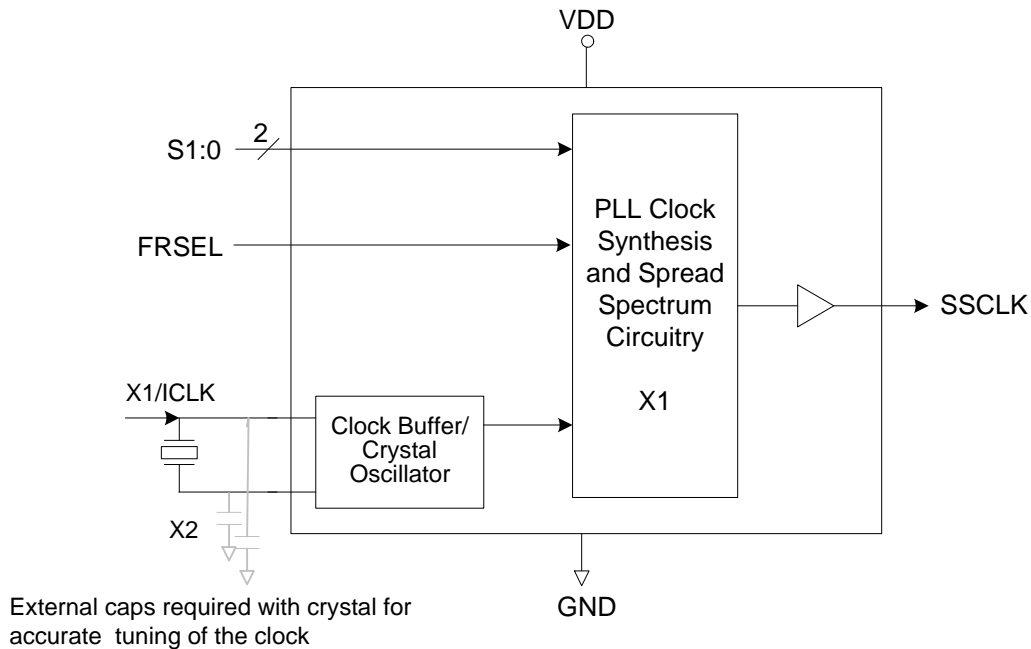 VDD
2
S1:0
PLL Clock
Synthesis
and Spread
Spectrum
Circuitry
FRSEL
SSCLK
X1/ICLK
X1
Clock Buffer/
Crystal
Oscillator
X2
GND
External caps required with crystal for
accurate tuning of the clock